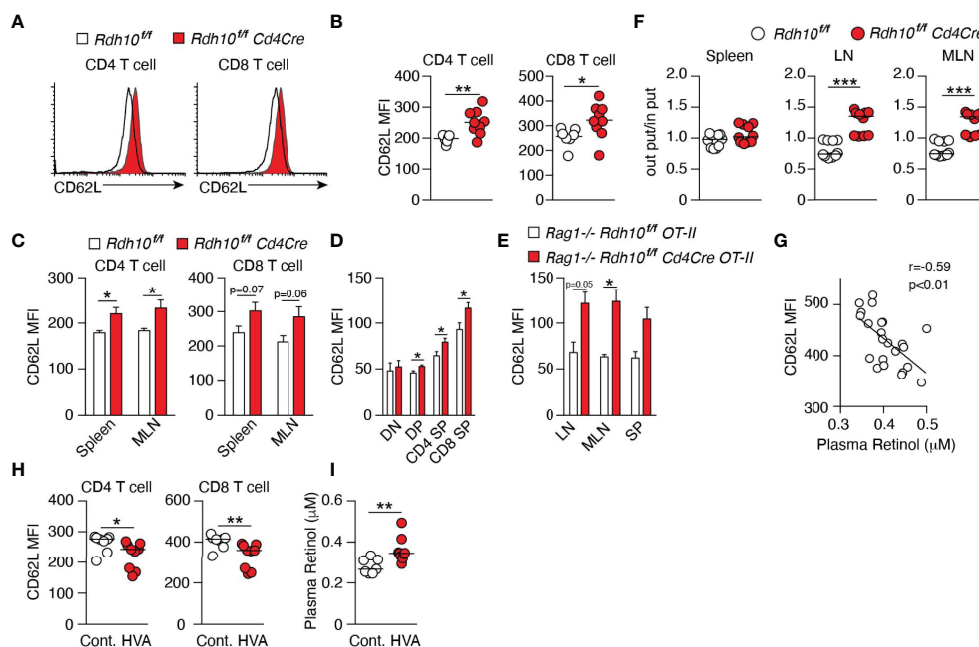 A
Rdh10f/f Rdh10f/f Cd4Cre
CD4 T cell CD8 T cell
CD62L CD62L
B
CD4 T cell CD8 T cell
CD62L MFI
400
300
200
100
0
**
500
400
300
200
100
0
*
F
Rdh10f/f Rdh10f/f Cd4Cre
Spleen LN MLN
out put/in put
2.0
1.5
1.0
0.5
0
2.0
1.5
1.0
0.5
0
***
2.0
1.5
1.0
0.5
0
***
C
Rdh10f/f Rdh10f/f Cd4Cre
CD4 T cell CD8 T cell
CD62L MFI
300
200
100
0
* *
Spleen MLN
500
400
300
200
100
0
p=0.07 p=0.06
Spleen MLN
D
CD62L MFI
150
100
50
0
* * *
DN DP CD4 SP CD8 SP
E
Rag1-/- Rdh10f/f OT-II
Rag1-/- Rdh10f/f Cd4Cre OT-II
CD62L MFI
150
100
50
0
p=0.05 *
LN MLN SP
G
r=-0.59
p<0.01
CD62L MFI
500
400
300
0.3 0.4 0.5
Plasma Retinol (μM)
H
CD4 T cell CD8 T cell
CD62L MFI
400
300
200
100
0
*
Cont. HVA
600
400
200
0
**
Cont. HVA
I
Plasma Retinol (μM)
0.6
0.4
0.2
0
**
Cont. HVA